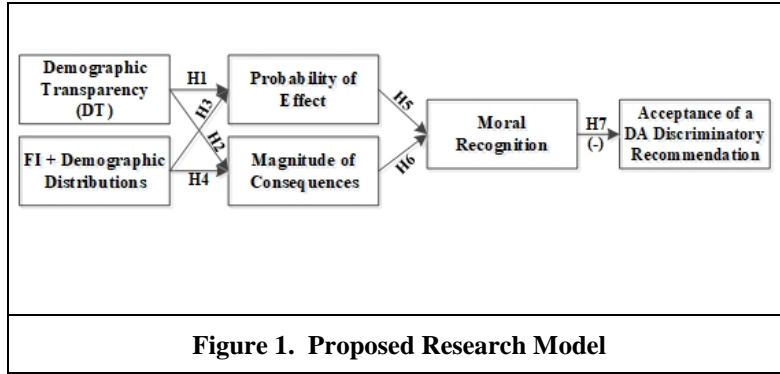 Demographic
Transparency
(DT)
H1
H3
H2
FI + Demographic
Distributions
H4
Probability of
Effect
Magnitude of
Consequences
H5
H6
Moral
Recognition
H7
(-)
Acceptance of a
DA Discriminatory
Recommendation
Figure 1. Proposed Research Model